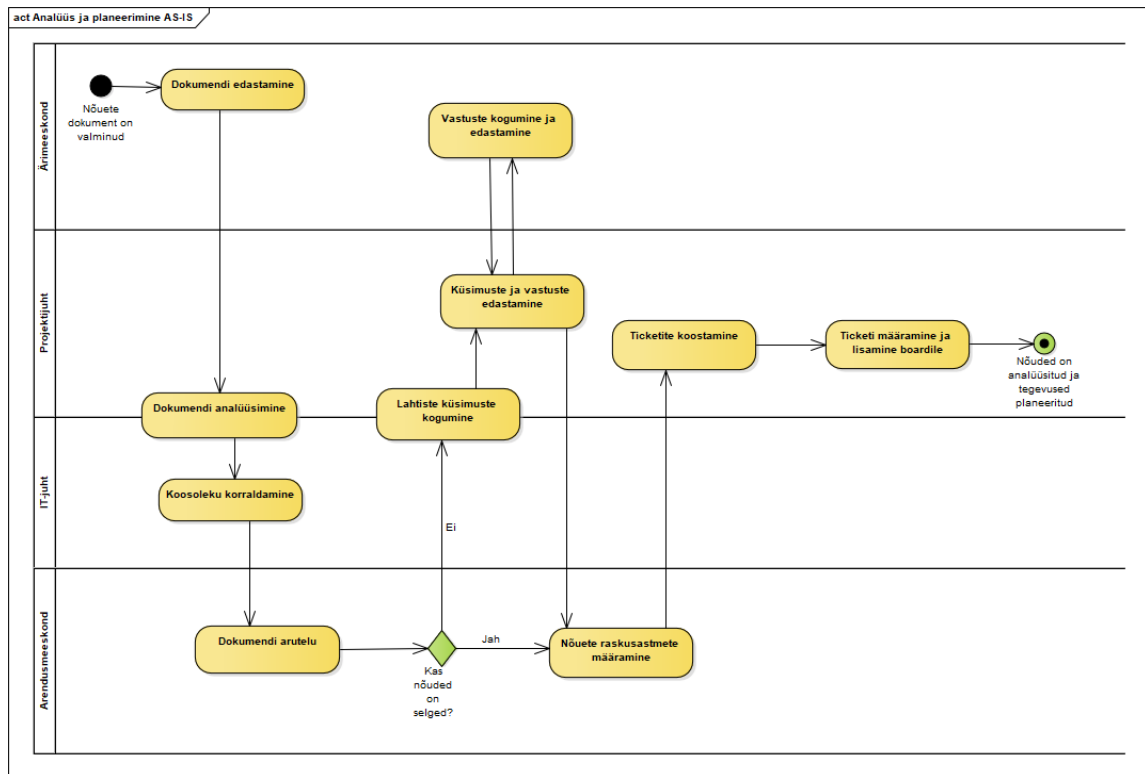 act Analüüs ja planeerimine AS-IS
Ärimeeskond
Dokumendi edastamine
Nõuete
dokument on
valminud
Vastuste kogumine ja
edastamine
Projektijuht
Küsimuste ja vastuste
edastamine
Ticketite koostamine
Ticketi määramine ja
lisamine boardile
Nõuded on
analüüsitud ja
tegevused
planeeritud
Dokumendi analüüsimine
Lahtiste küsimuste
kogumine
IT-juht
Koosoleku korraldamine
Ei
Arendusmeeskond
Dokumendi arutelu
Jah
Kas
nõuded
on
selged?
Nõuete raskusastmete
määramine